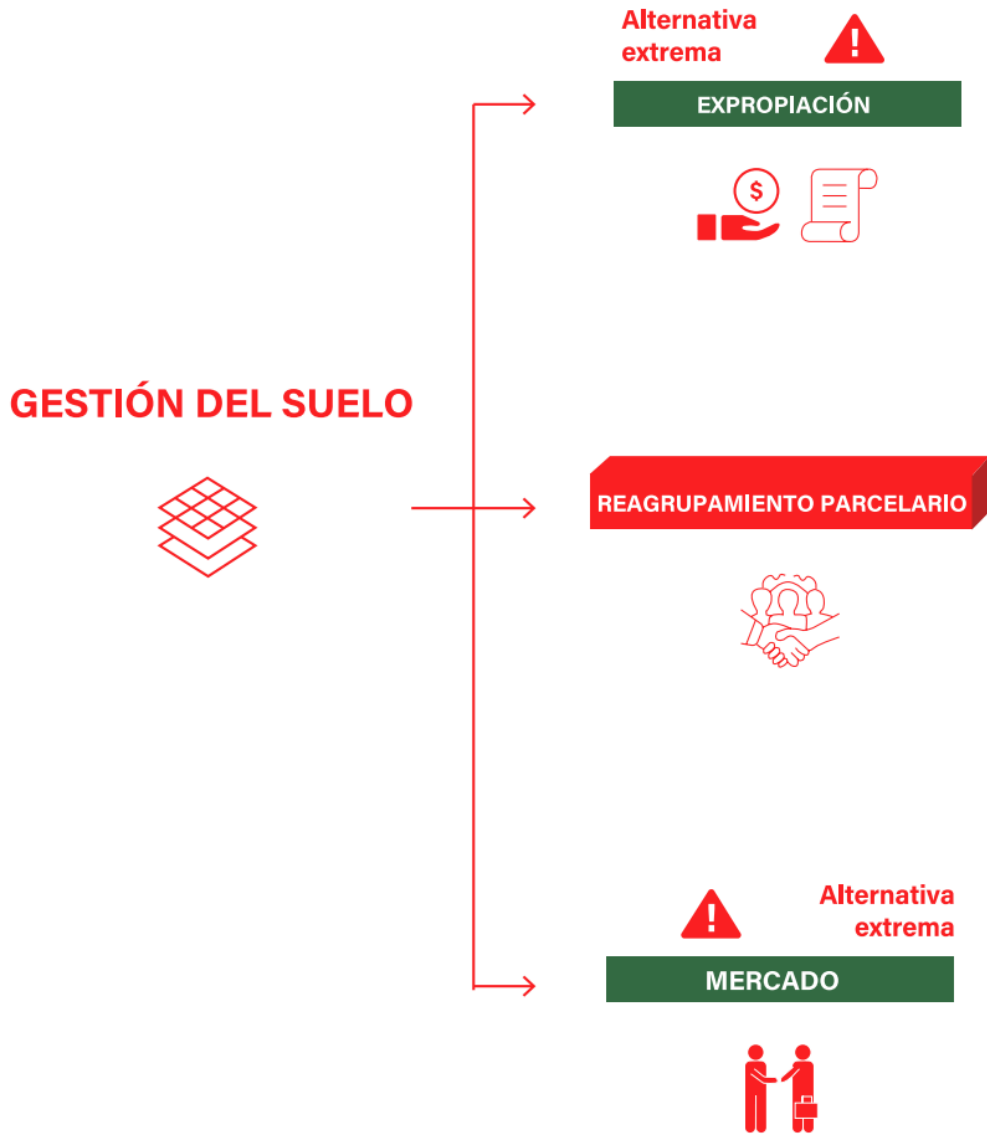 Alternativa
extrema
EXPROPIACIÓN
$
GESTIÓN DEL SUELO
REAGRUPAMIENTO PARCELARIO
Alternativa
extrema
MERCADO